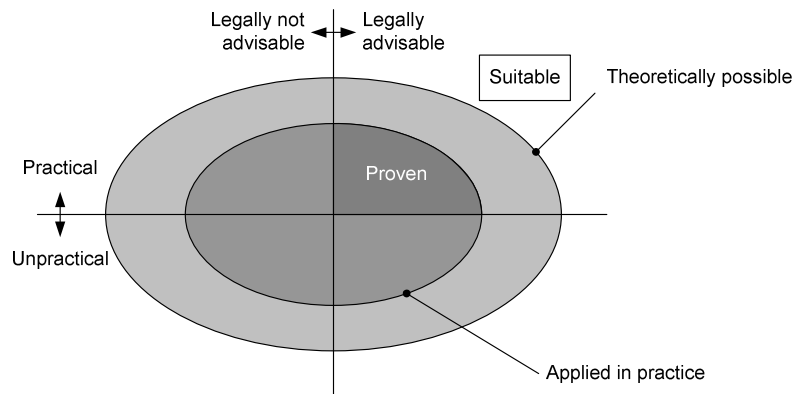 Legally not
advisable
Legally
advisable
Suitable
Theoretically possible
Practical
Proven
Unpractical
Applied in practice